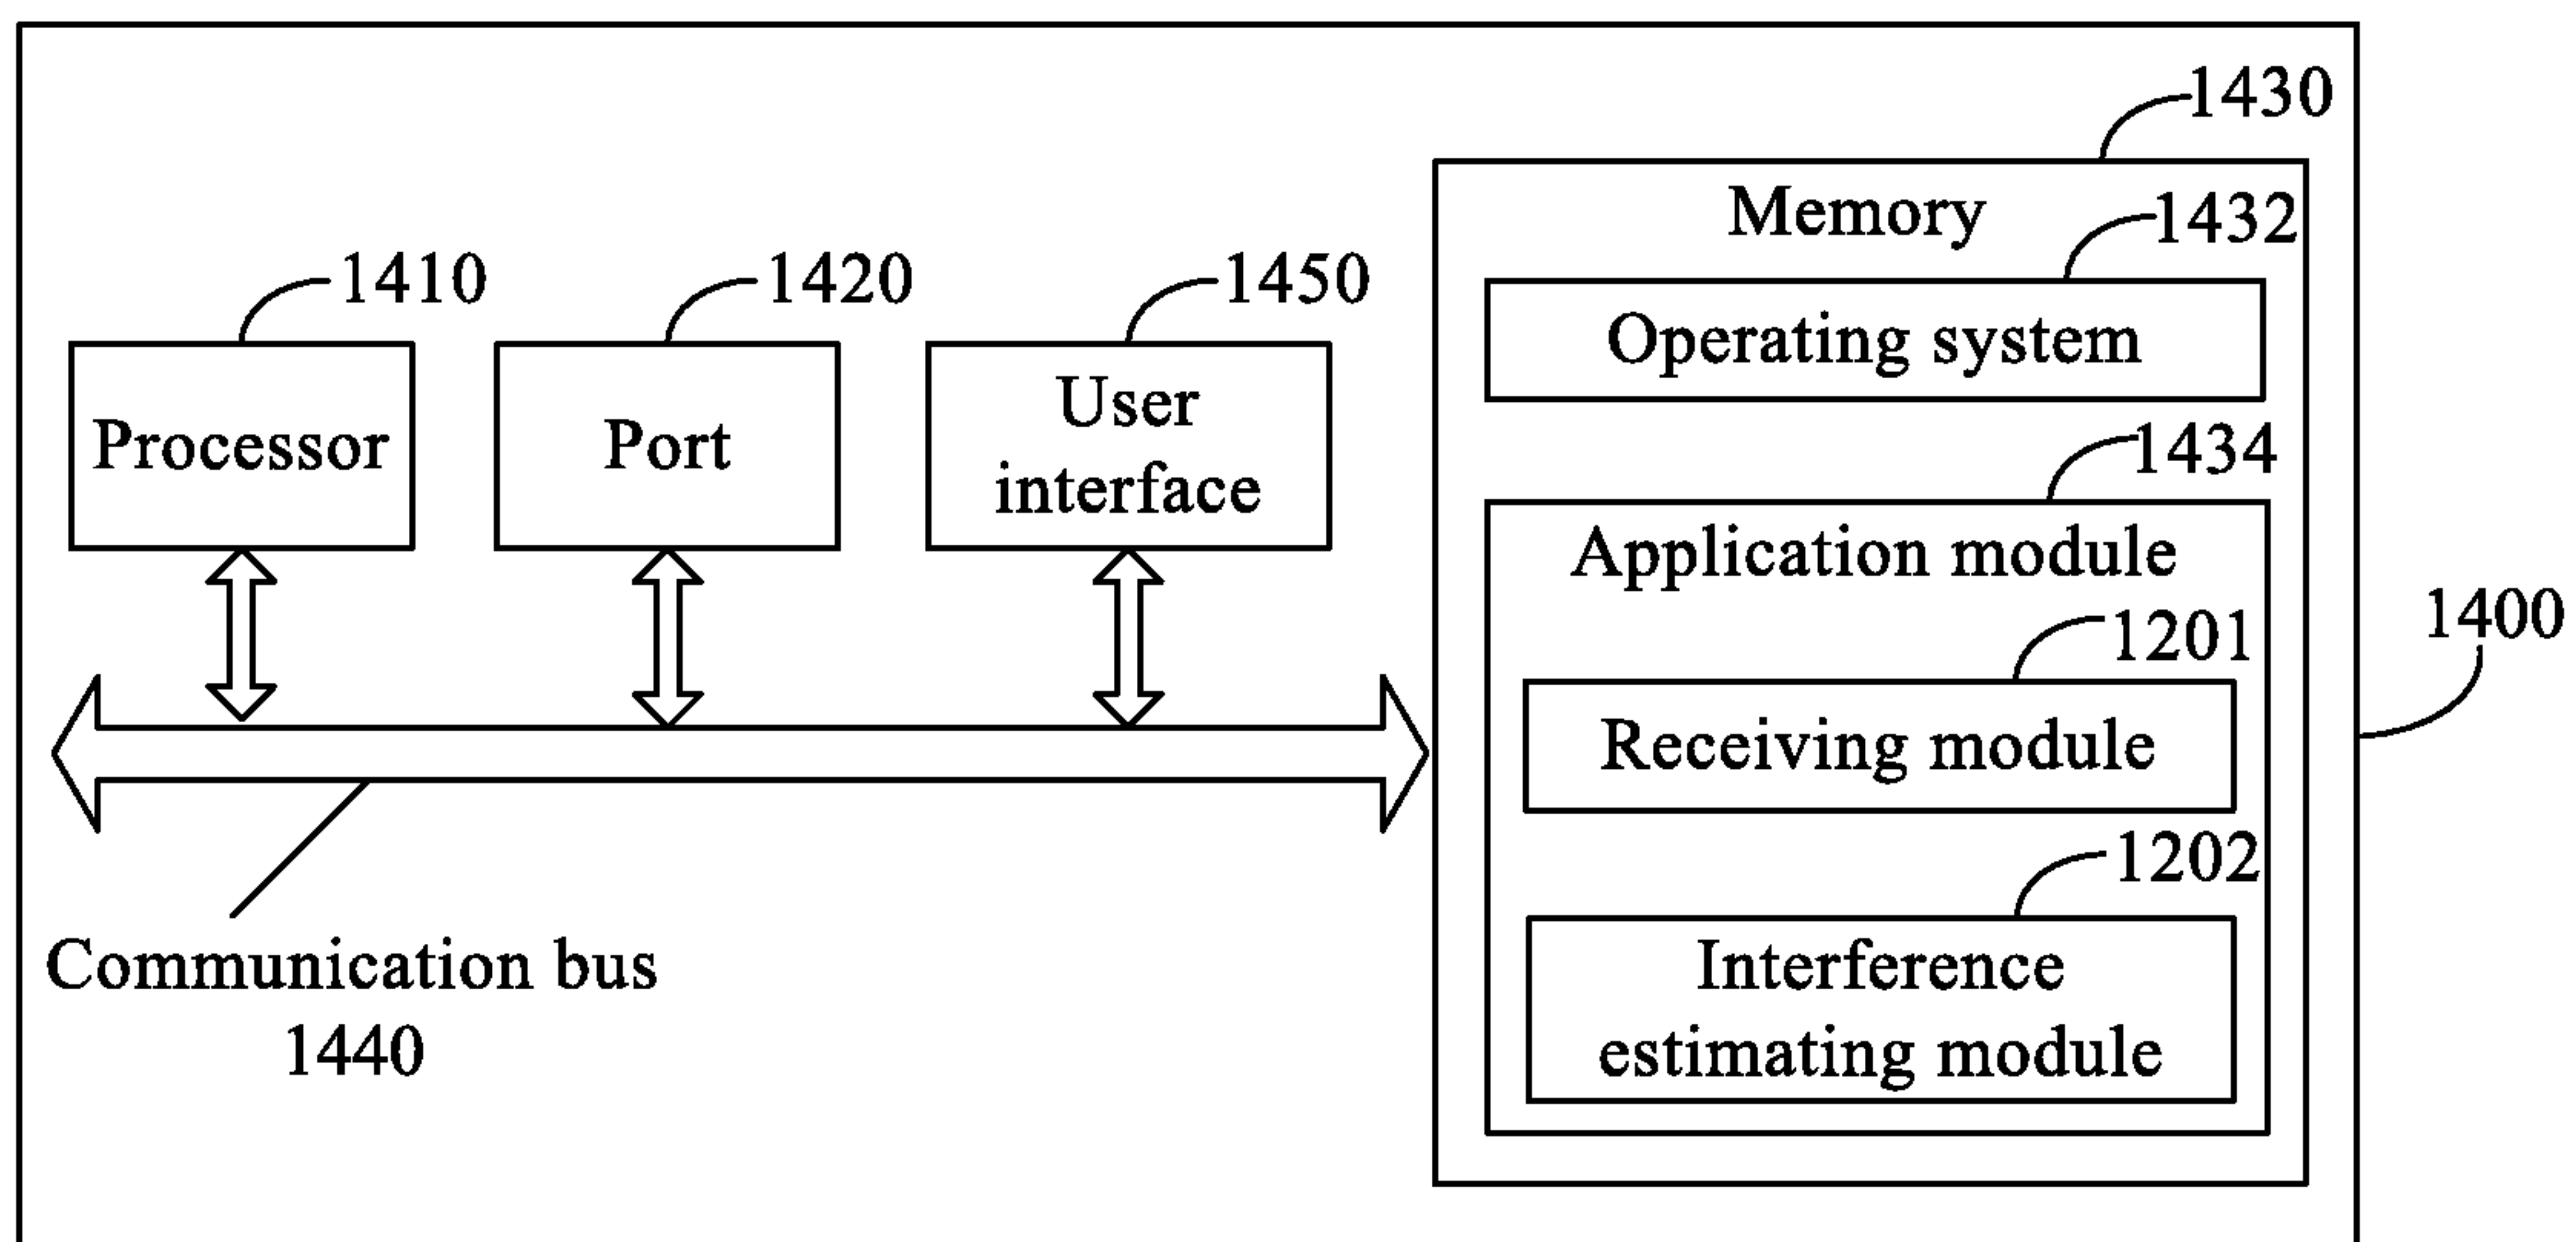 1430
Memory
1432
Operating system
1410
1420
1450
Processor
Port
User
interface
1434
Application module
1201
Receiving module
1202
Interference
estimating module
1400
Communication bus
1440